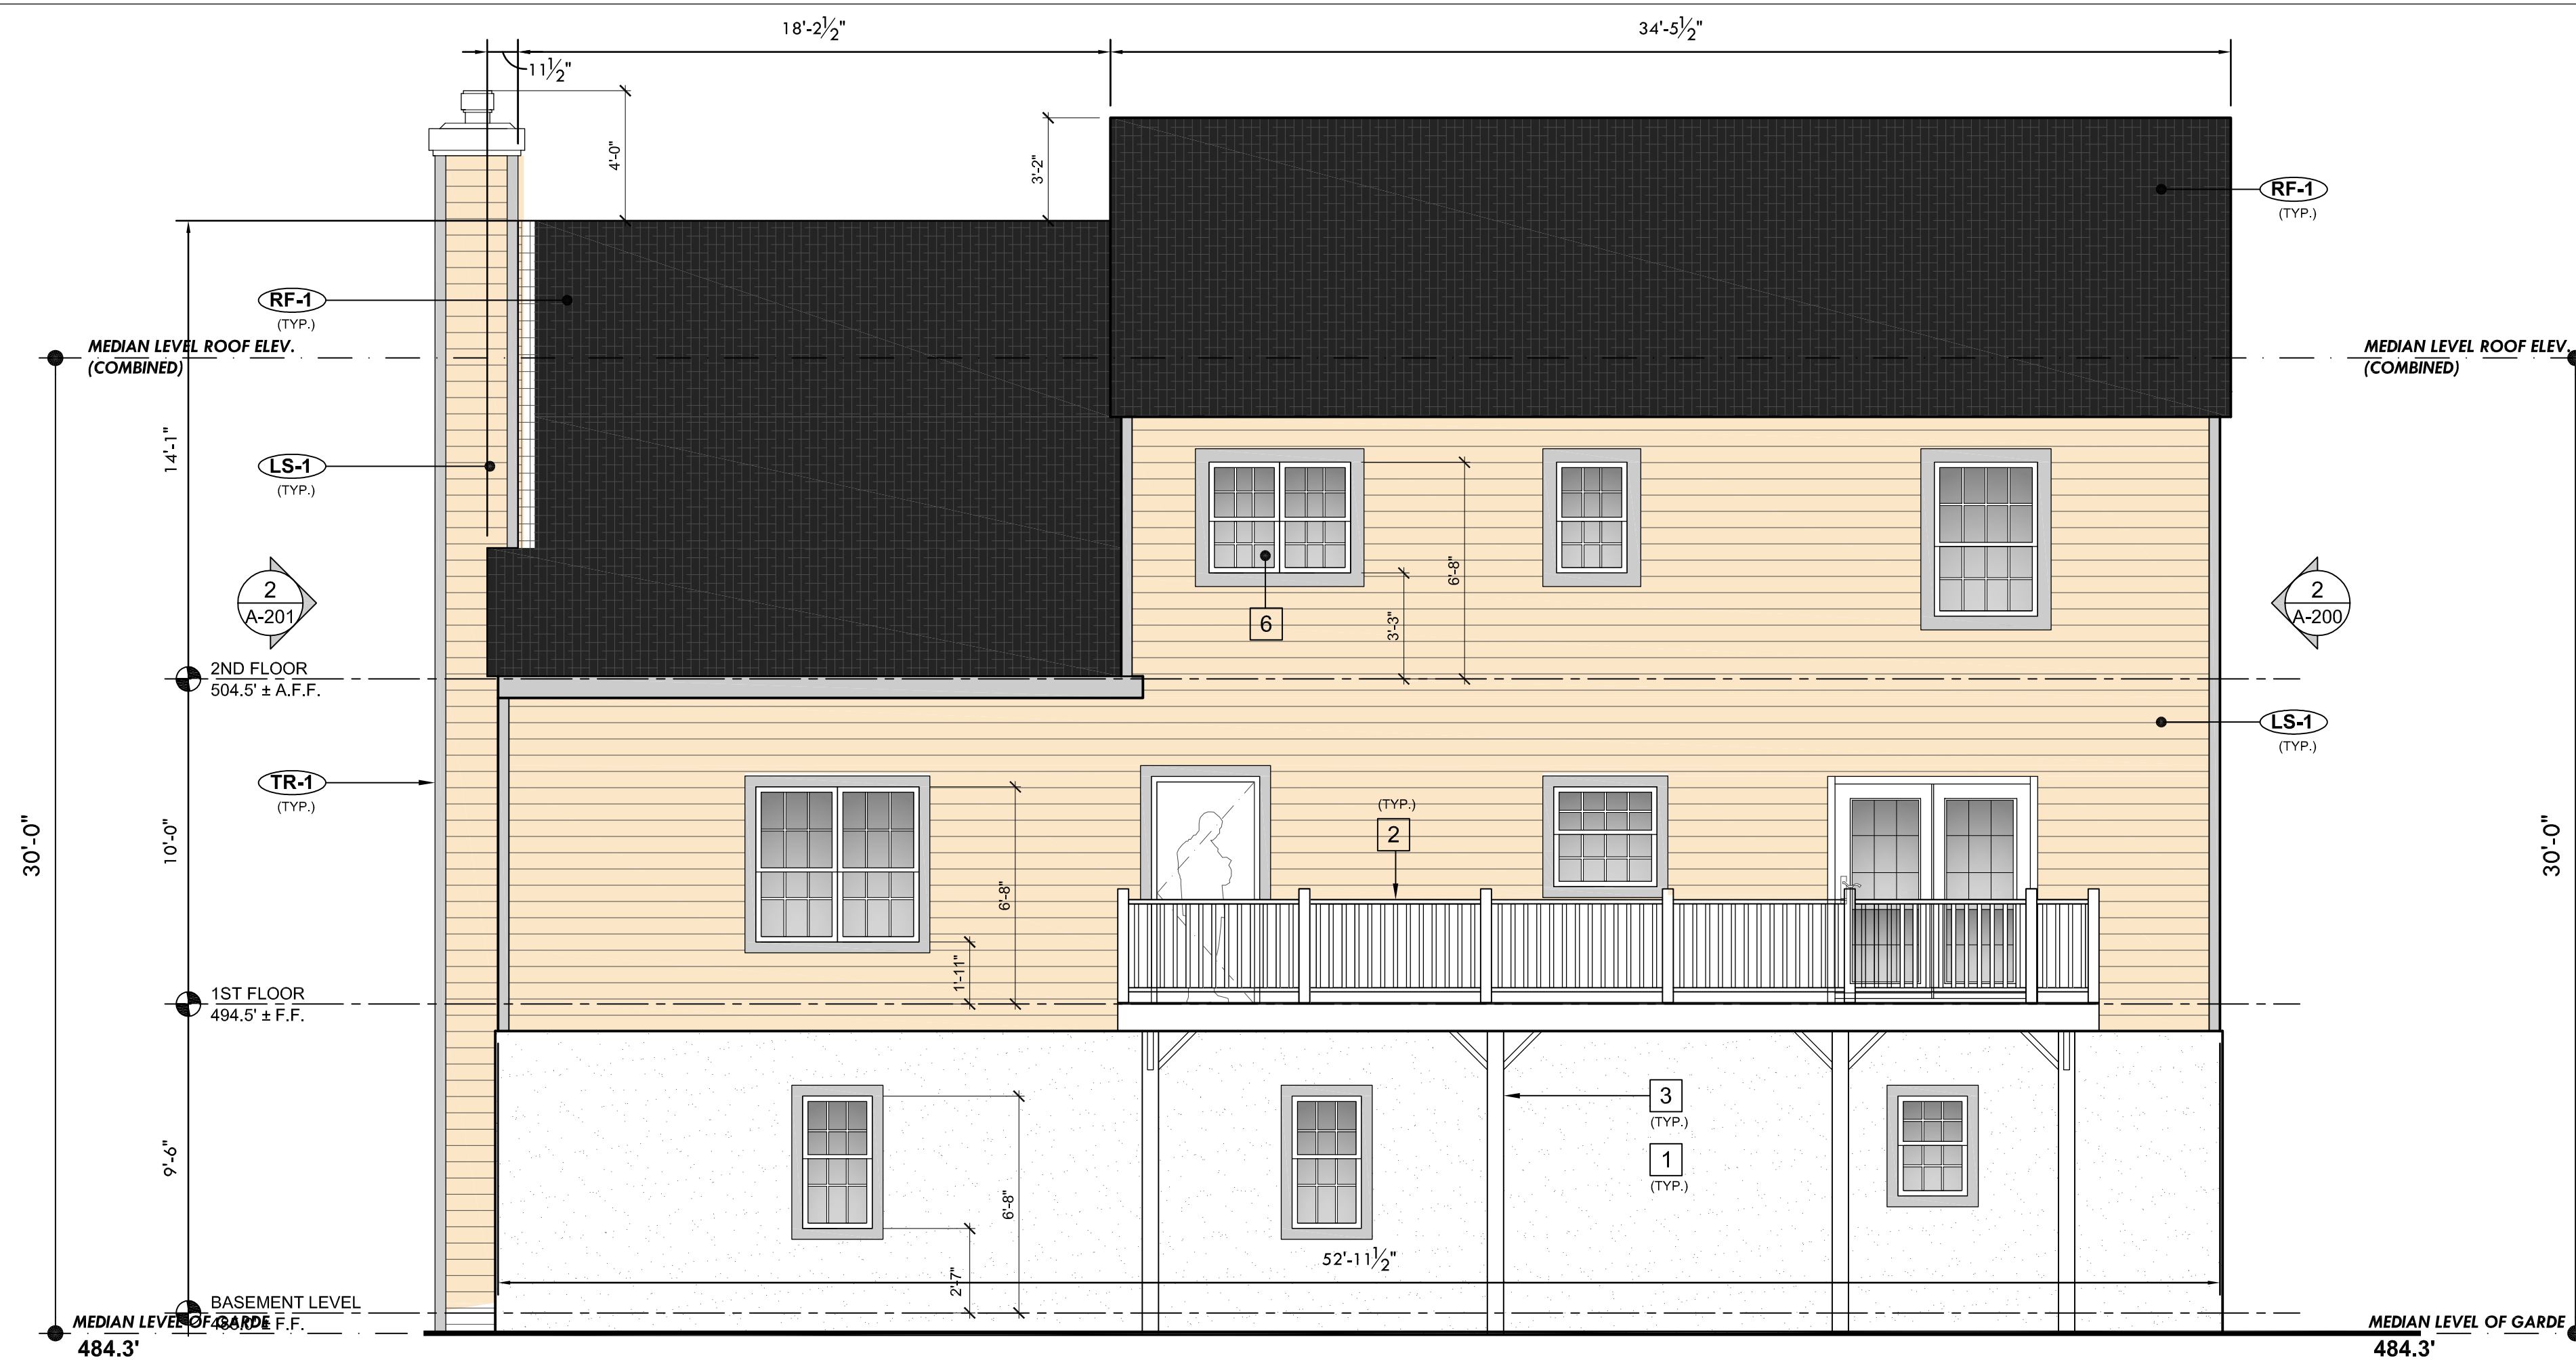 18'-2½"
34'-5½"
11½"
4'-0"
3'-2"
RF-1
(TYP.)
RF-1
(TYP.)
MEDIAN LEVEL ROOF ELEV.
(COMBINED)
MEDIAN LEVEL ROOF ELEV.
(COMBINED)
14'-1"
LS-1
(TYP.)
6'-8"
3'-3"
6
2
A-201
2
A-200
2ND FLOOR
504.5' ± A.F.F.
LS-1
(TYP.)
TR-1
(TYP.)
(TYP.)
2
30'-0"
10'-0"
6'-8"
1'-11"
30'-0"
1ST FLOOR
494.5' ± F.F.
3
(TYP.)
1
(TYP.)
9'-6"
6'-8"
2'-7"
52'-11½"
BASEMENT LEVEL
485.0' ± F.F.
MEDIAN LEVEL OF GARDE
484.3'
MEDIAN LEVEL OF GARDE
484.3'